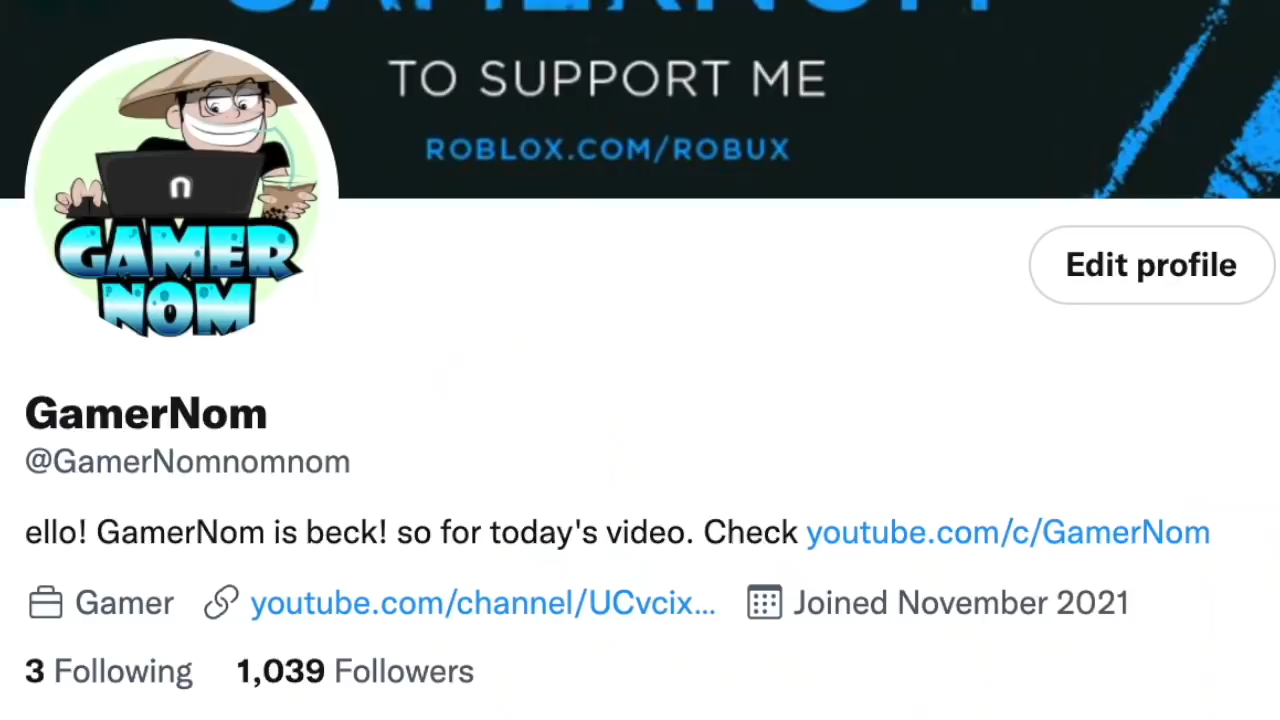 GAMERNOM
TO SUPPORT ME
ROBLOX.COM/ROBUX
n
GAMER
NOM
Edit profile
GamerNom
@GamerNomnomnom
ello! GamerNom is beck! so for today's video. Check youtube.com/c/GamerNom
Gamer youtube.com/channel/UCvcix... Joined November 2021
3 Following 1,039 Followers